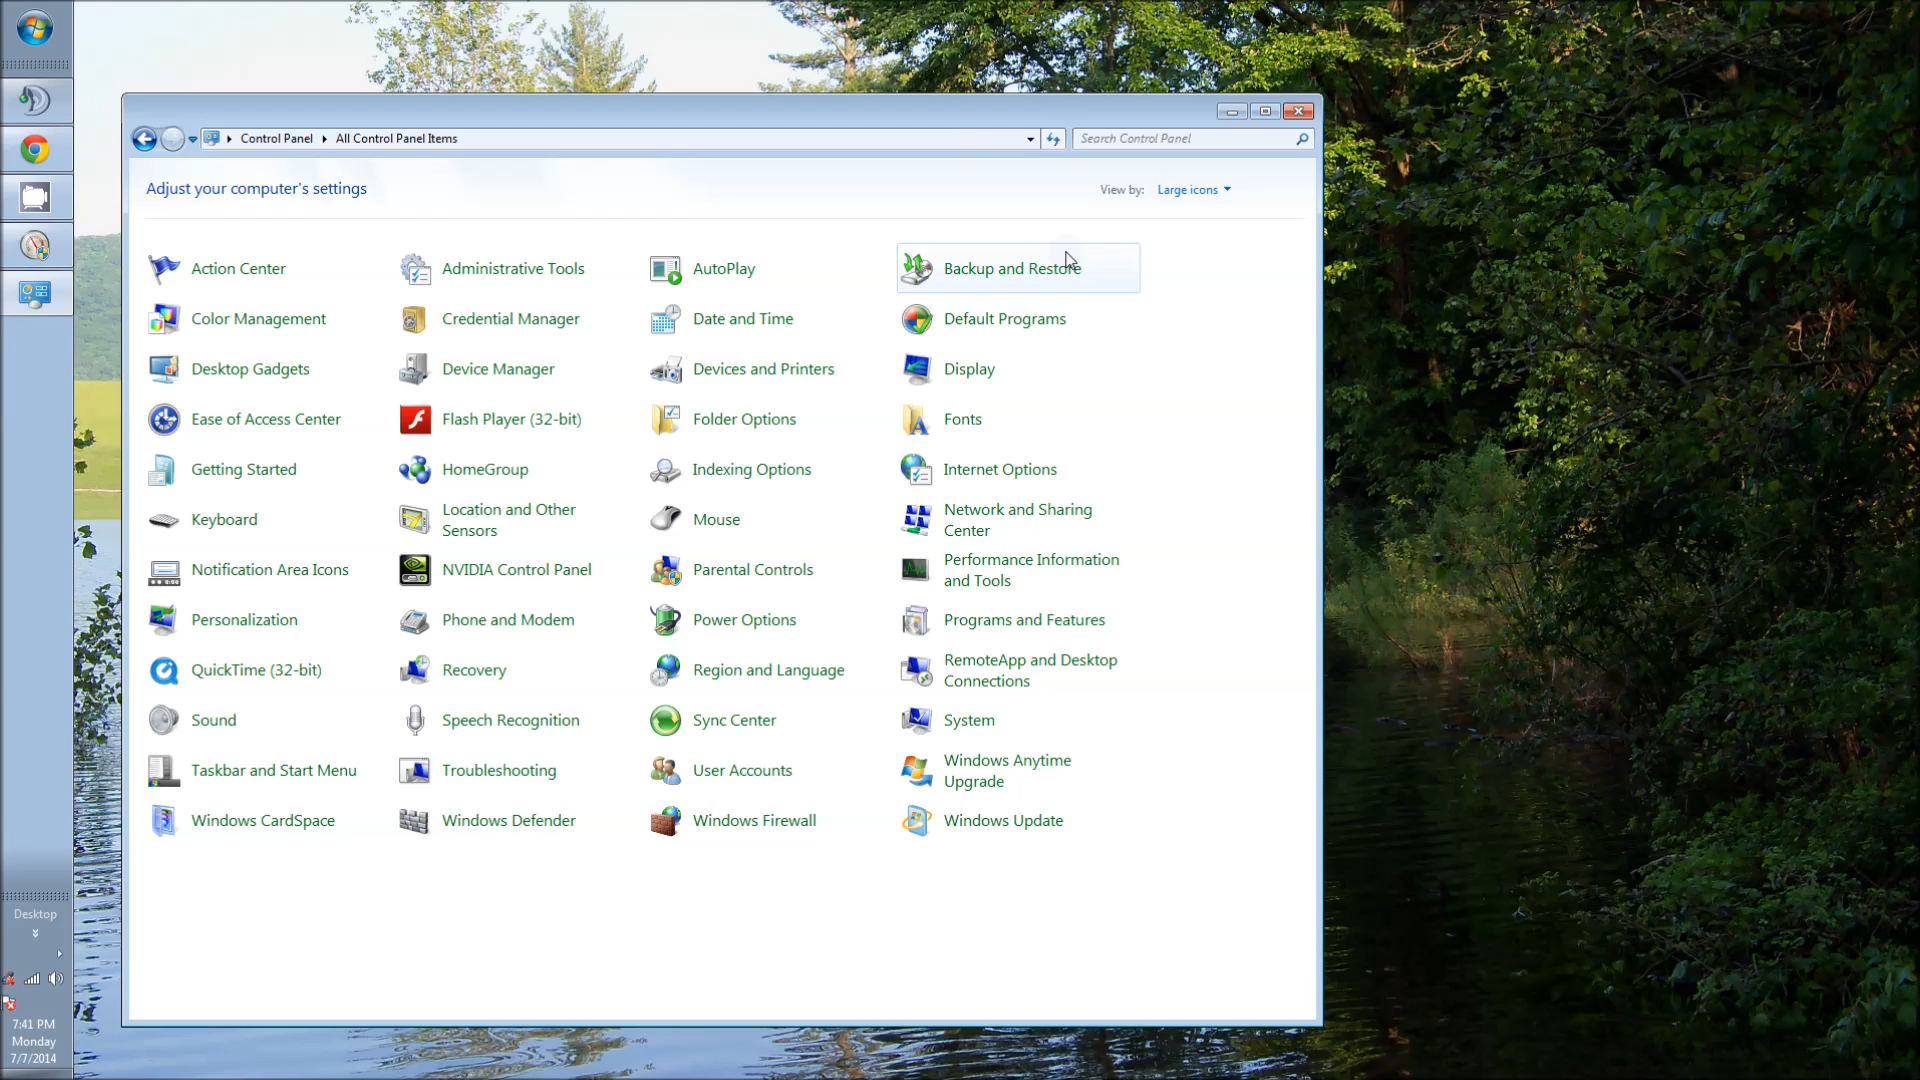 Control Panel
All Control Panel Items
Search Control Panel
Adjust your computer's settings
View by:
Large icons
Action Center
Administrative Tools
AutoPlay
Backup and Restore
Color Management
Credential Manager
Date and Time
Default Programs
Desktop Gadgets
Device Manager
Devices and Printers
Display
Ease of Access Center
Flash Player (32-bit)
Folder Options
Fonts
Getting Started
HomeGroup
Indexing Options
Internet Options
Keyboard
Location and Other
Sensors
Mouse
Network and Sharing
Center
Notification Area Icons
NVIDIA Control Panel
Parental Controls
Performance Information
and Tools
Personalization
Phone and Modem
Power Options
Programs and Features
QuickTime (32-bit)
Recovery
Region and Language
RemoteApp and Desktop
Connections
Sound
Speech Recognition
Sync Center
System
Taskbar and Start Menu
Troubleshooting
User Accounts
Windows Anytime
Upgrade
Windows CardSpace
Windows Defender
Windows Firewall
Windows Update
Desktop
7:41 PM
Monday
7/7/2014